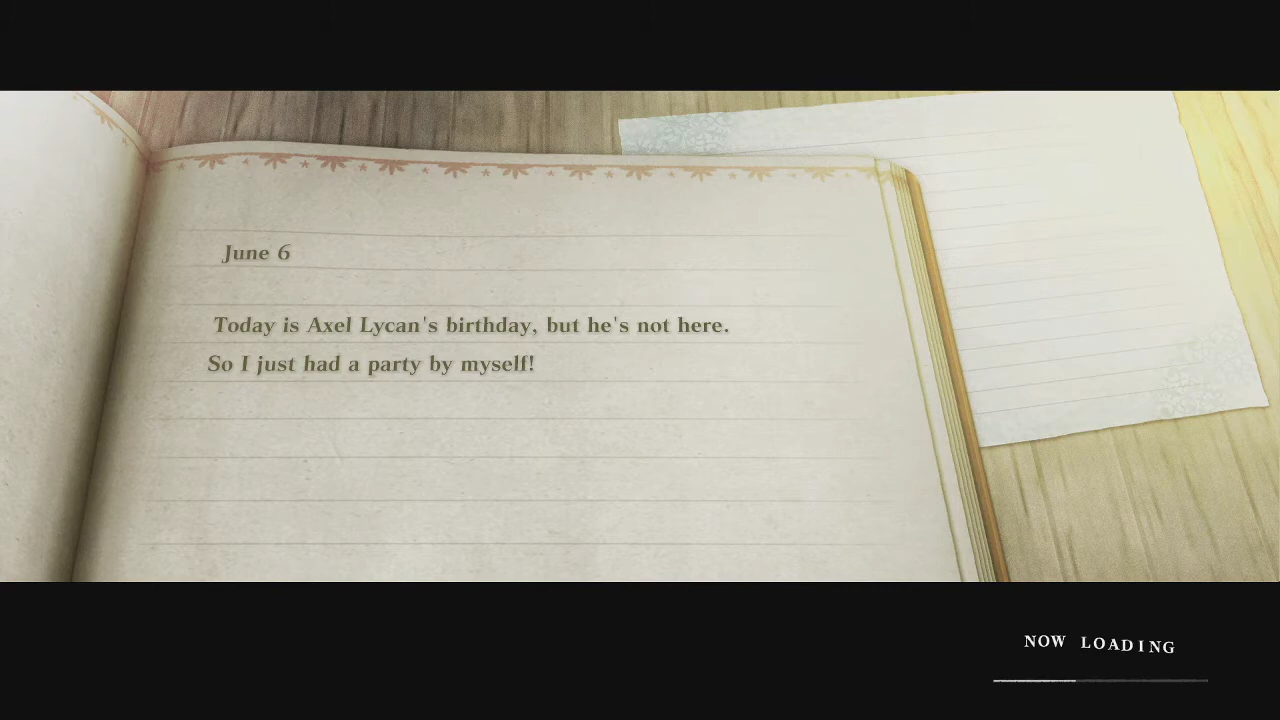 June 6
Today is Axel Lycan's birthday, but he's not here.
So I just had a party by myself!
NOW LOADING